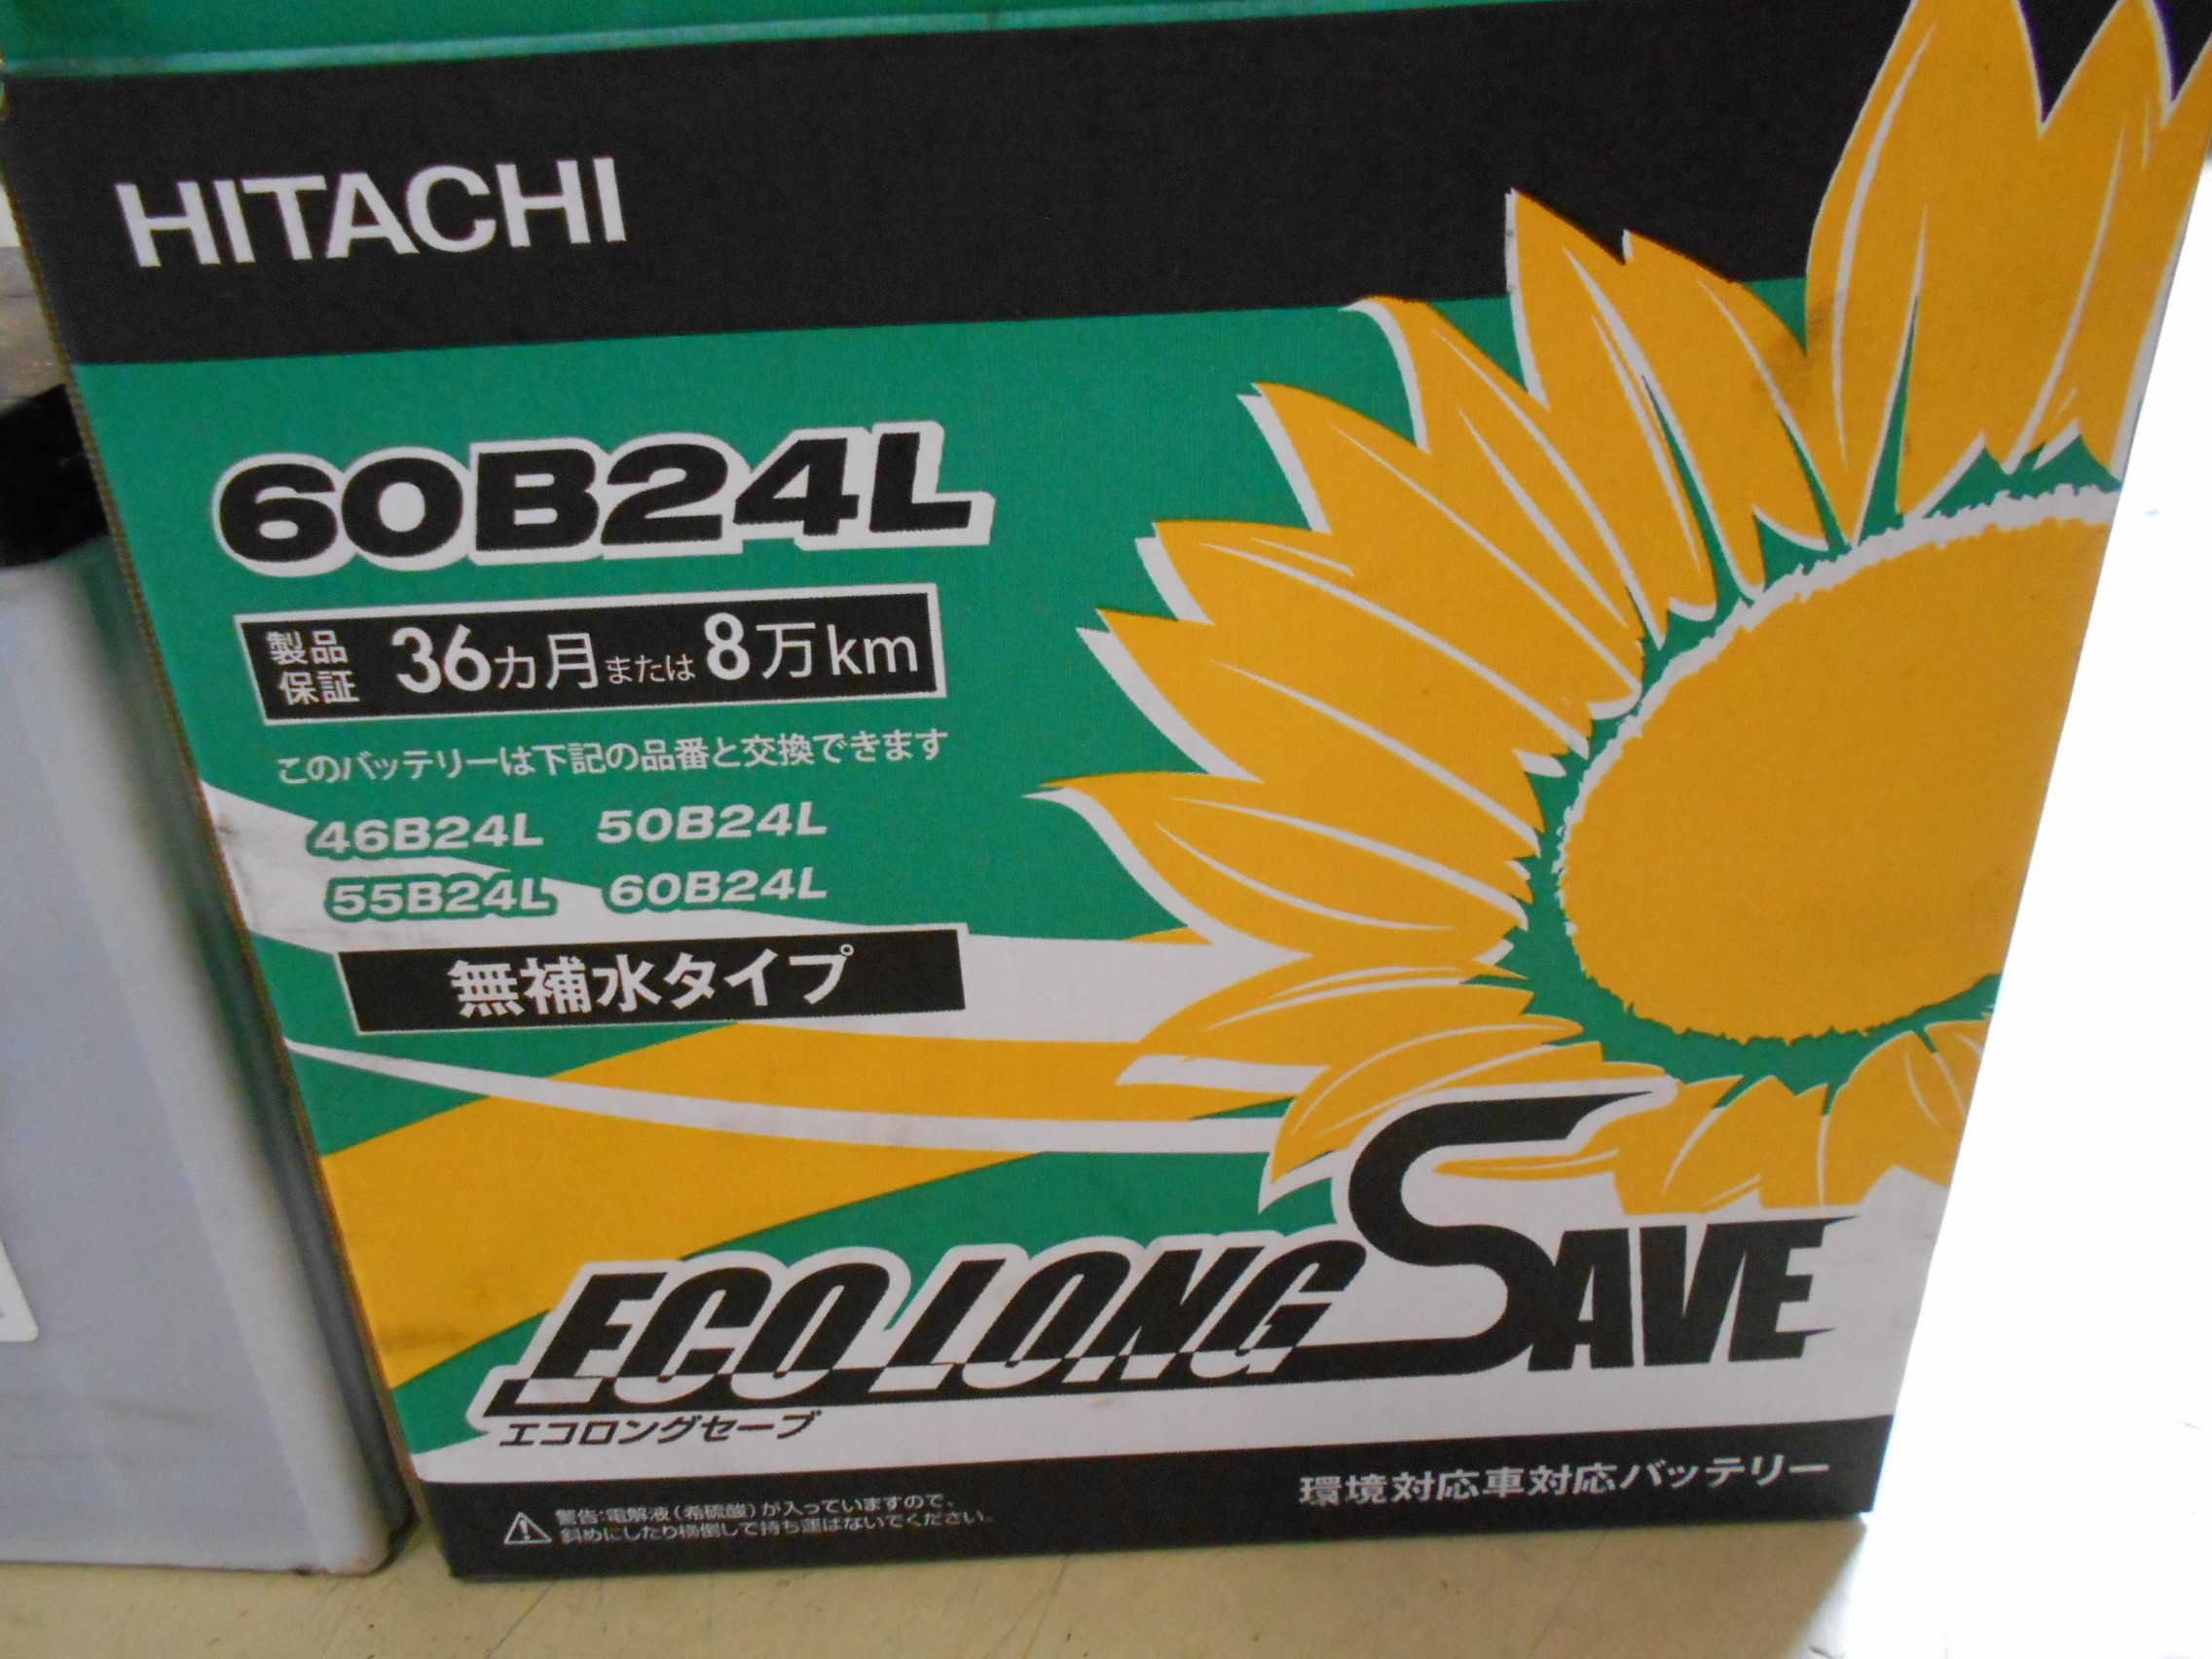 HITACHI
60B24L
製品保証 36カ月または8万km
このバッテリーは下記の品番と交換できます
46B24L 50B24L
55B24L 60B24L
無補水タイプ
ECO LONG SAVE
エコロングセーブ
環境対応車対応バッテリー
警告:電解液(希硫酸)が入っていますので、
斜めにしたり横倒しで持ち運ばないでください。